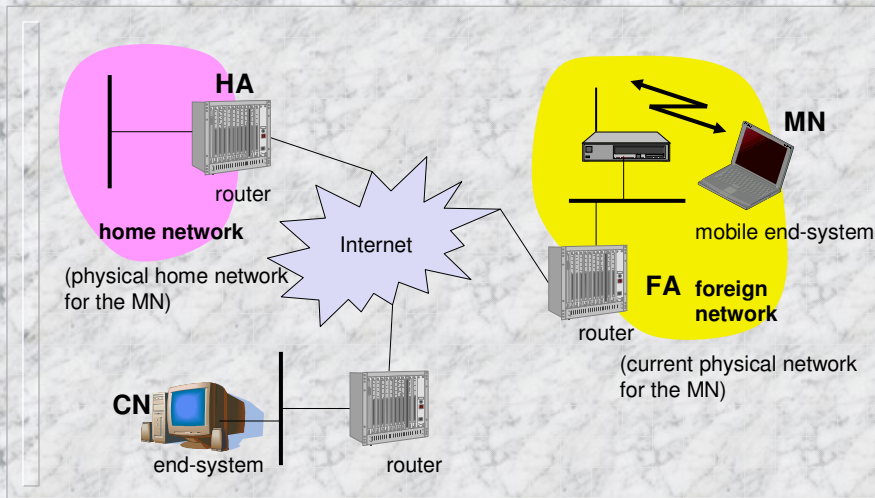 HA
router
home network
(physical home network
for the MN)
Internet
MN
mobile end-system
FA foreign
network
router
(current physical network
for the MN)
CN
end-system
router